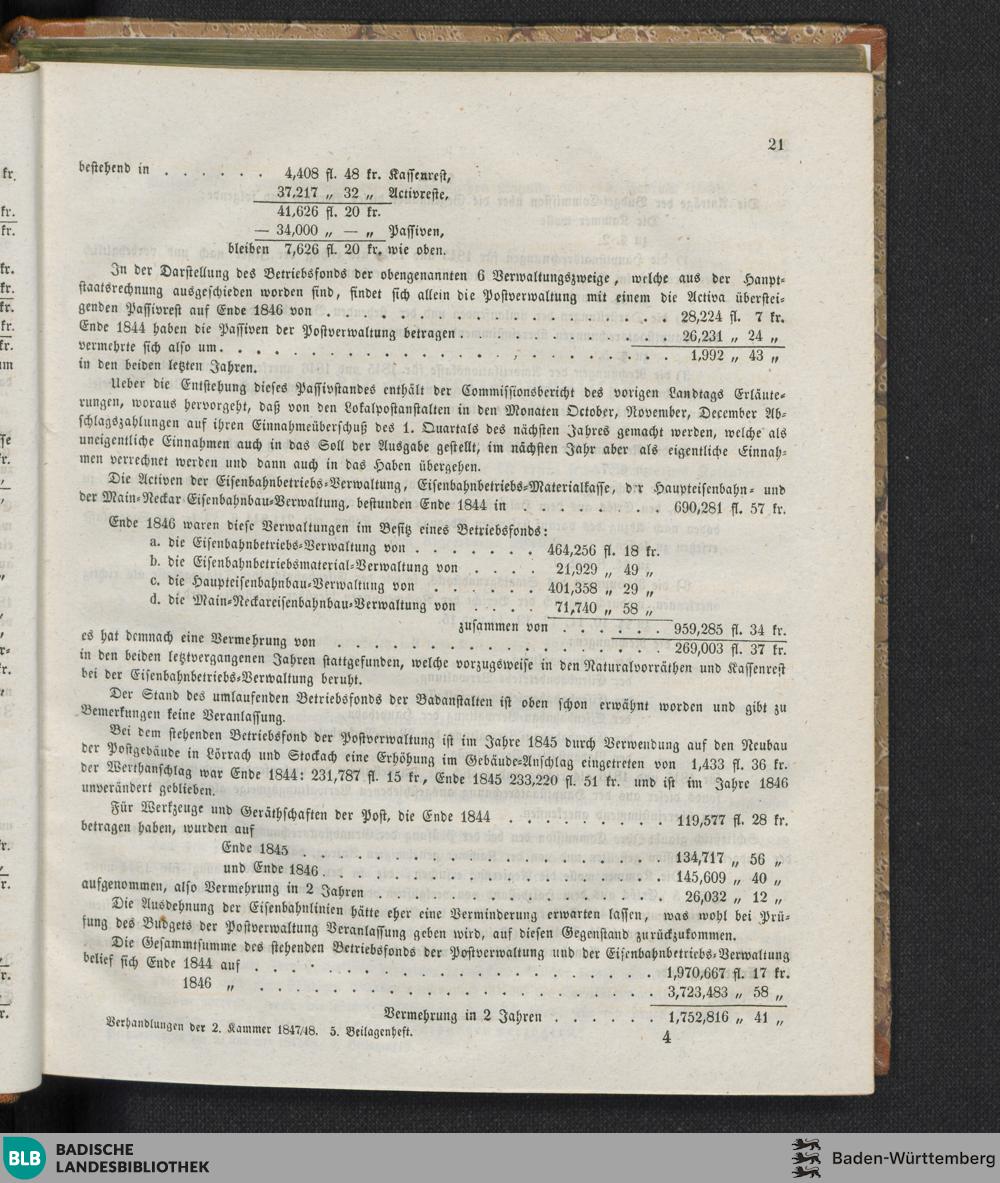 21
bestehend in . . . . . . 4,408 fl. 48 kr. Kassenrest,
37,217 „ 32 „ Activreste,
41,626 fl. 20 kr.
— 34,000 „ — „ Passiven,
bleiben 7,626 fl. 20 kr. wie oben.
In der Darstellung des Betriebsfonds der obengenannten 6 Verwaltungszweige, welche aus der Haupt-
staatsrechnung ausgeschieden worden sind, findet sich allein die Postverwaltung mit einem die Activa überstei-
genden Passivrest auf Ende 1846 von . . . . . . . . . . . . . . . 28,224 fl. 7 kr.
Ende 1844 haben die Passiven der Postverwaltung betragen . . . . . . . . . 26,231 „ 24 „
vermehrte sich also um . . . . . . . . . . . . . . . . . . . . 1,992 „ 43 „
in den beiden letzten Jahren.
Ueber die Entstehung dieses Passivstandes enthält der Commissionsbericht des vorigen Landtags Erläute-
rungen, woraus hervorgeht, daß von den Lokalpostanstalten in den Monaten October, November, December Ab-
schlagszahlungen auf ihren Einnahmeüberschuß des 1. Quartals des nächsten Jahres gemacht werden, welche als
uneigentliche Einnahmen auch in das Soll der Ausgabe gestellt, im nächsten Jahr aber als eigentliche Einnah-
men verrechnet werden und dann auch in das Haben übergehen.
Die Activen der Eisenbahnbetriebs-Verwaltung, Eisenbahnbetriebs-Materialkasse, der Haupteisenbahn- und
der Main-Neckar Eisenbahnbau-Verwaltung, bestunden Ende 1844 in . . . . . . . 690,281 fl. 57 kr.
Ende 1846 waren diese Verwaltungen im Besitz eines Betriebsfonds:
a. die Eisenbahnbetriebs-Verwaltung von . . . . . . . 464,256 fl. 18 kr.
b. die Eisenbahnbetriebsmaterial-Verwaltung von . . . . 21,929 „ 49 „
c. die Haupteisenbahnbau-Verwaltung von . . . . . . 401,358 „ 29 „
d. die Main-Neckareisenbahnbau-Verwaltung von . . . . 71,740 „ 58 „
zusammen von . . . . . . 959,285 fl. 34 kr.
es hat demnach eine Vermehrung von . . . . . . . . . . . . . . . 269,003 fl. 37 kr.
in den beiden letztvergangenen Jahren stattgefunden, welche vorzugsweise in den Naturalvorräthen und Kassenrest
bei der Eisenbahnbetriebs-Verwaltung beruht.
Der Stand des umlaufenden Betriebsfonds der Badanstalten ist oben schon erwähnt worden und gibt zu
Bemerkungen keine Veranlassung.
Bei dem stehenden Betriebsfond der Postverwaltung ist im Jahre 1845 durch Verwendung auf den Neubau
der Postgebäude in Lörrach und Stockach eine Erhöhung im Gebäude-Anschlag eingetreten von 1,433 fl. 36 kr.
der Werthanschlag war Ende 1844: 231,787 fl. 15 kr, Ende 1845 233,220 fl. 51 kr. und ist im Jahre 1846
unverändert geblieben.
Für Werkzeuge und Geräthschaften der Post, die Ende 1844 . . . . . . . . 119,577 fl. 28 kr.
betragen haben, wurden auf
Ende 1845 . . . . . . . . . . . . . . . 134,717 „ 56 „
und Ende 1846 . . . . . . . . . . . . . . 145,609 „ 40 „
aufgenommen, also Vermehrung in 2 Jahren . . . . . . . . . . . . . 26,032 „ 12 „
Die Ausdehnung der Eisenbahnlinien hätte eher eine Verminderung erwarten lassen, was wohl bei Prü-
fung des Budgets der Postverwaltung Veranlassung geben wird, auf diesen Gegenstand zurückzukommen.
Die Gesammtsumme des stehenden Betriebsfonds der Postverwaltung und der Eisenbahnbetriebs-Verwaltung
belief sich Ende 1844 auf . . . . . . . . . . . . . . . . . 1,970,667 fl. 17 kr.
1846 „ . . . . . . . . . . . . . . . . . 3,723,483 „ 58 „
Vermehrung in 2 Jahren . . . . . . 1,752,816 „ 41 „
Verhandlungen der 2. Kammer 1847/48. 5. Beilagenheft. 4
BLB BADISCHE
LANDESBIBLIOTHEK
Baden-Württemberg